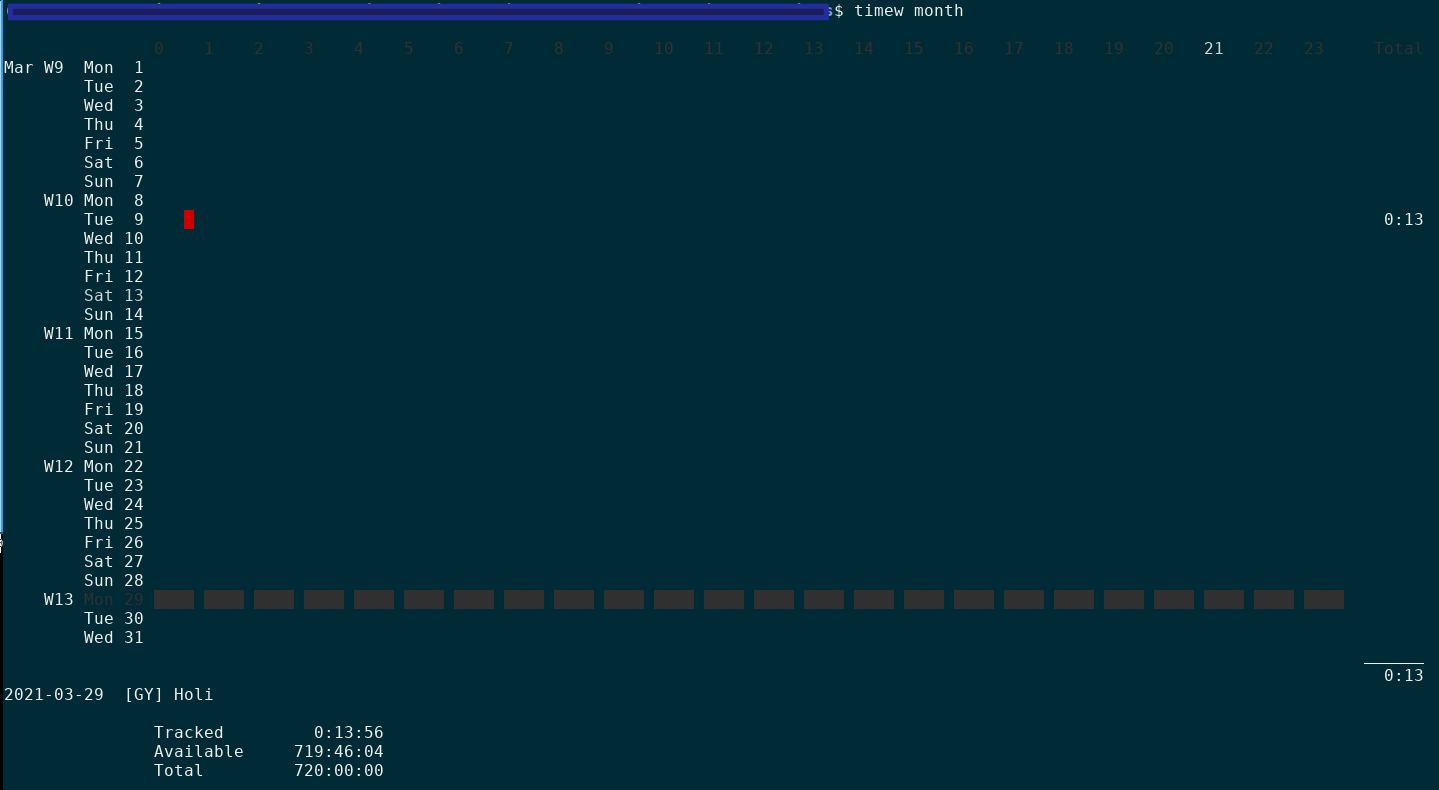 s$ timew month
0 1 2 3 4 5 6 7 8 9 10 11 12 13 14 15 16 17 18 19 20 21 22 23 Total
Mar W9 Mon 1
Tue 2
Wed 3
Thu 4
Fri 5
Sat 6
Sun 7
W10 Mon 8
Tue 9 0:13
Wed 10
Thu 11
Fri 12
Sat 13
Sun 14
W11 Mon 15
Tue 16
Wed 17
Thu 18
Fri 19
Sat 20
Sun 21
W12 Mon 22
Tue 23
Wed 24
Thu 25
Fri 26
Sat 27
Sun 28
W13 Mon 29
Tue 30
Wed 31
0:13
2021-03-29 [GY] Holi
Tracked 0:13:56
Available 719:46:04
Total 720:00:00